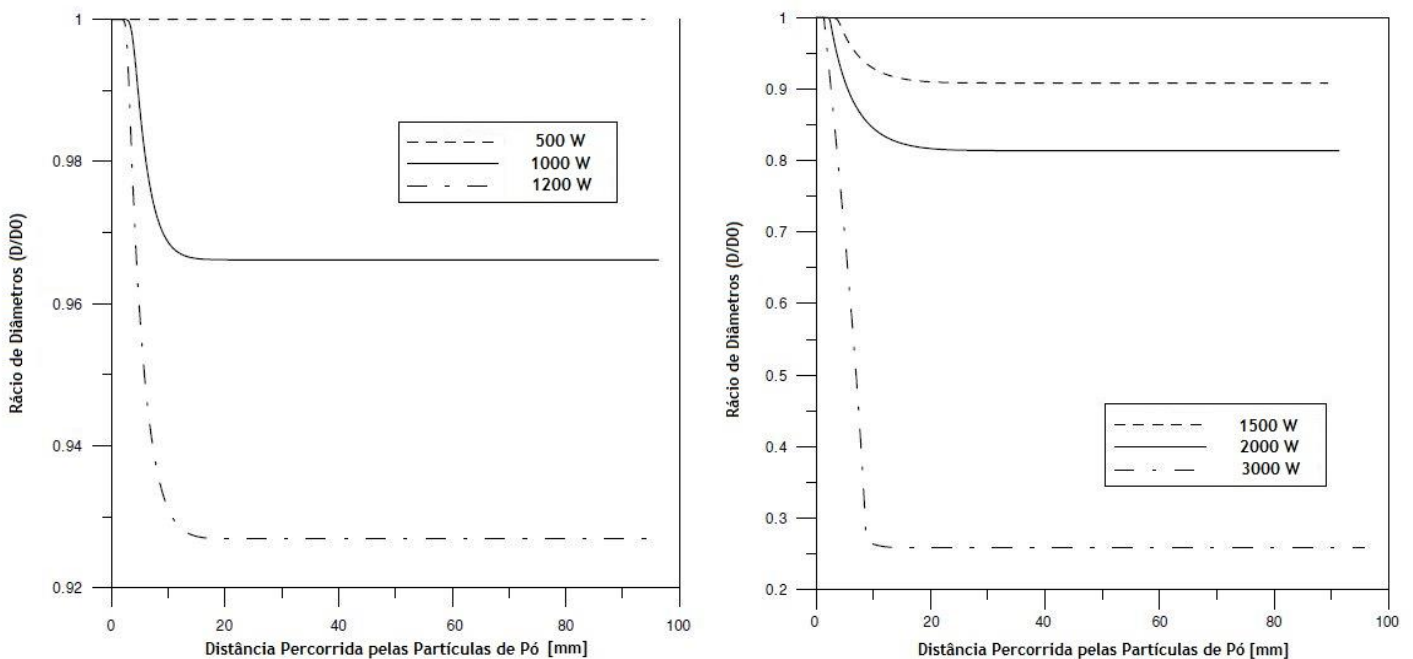 1
0.98
0.96
0.94
0.92
Rácio de Diâmetros (D/D0)
500 W
1000 W
1200 W
0 20 40 60 80 100
Distância Percorrida pelas Partículas de Pó [mm]
1
0.9
0.8
0.7
0.6
0.5
0.4
0.3
0.2
Rácio de Diâmetros (D/D0)
1500 W
2000 W
3000 W
0 20 40 60 80 100
Distância Percorrida pelas Partículas de Pó [mm]